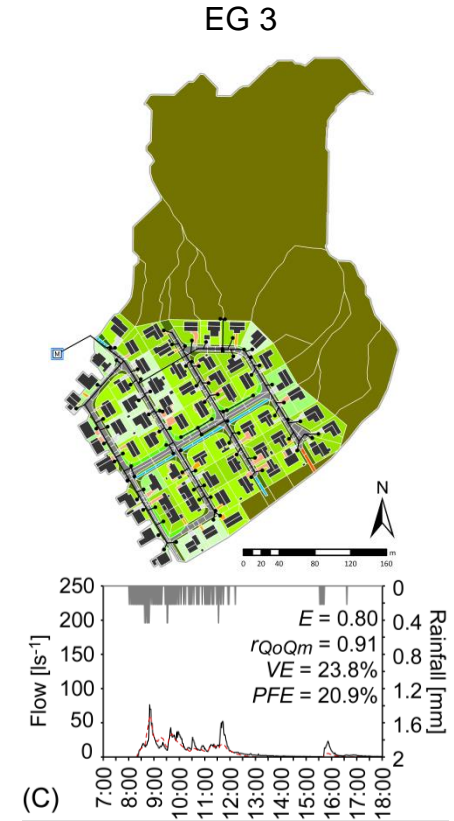 EG 3
M
N
m
0 20 40 80 120 160
250 0
200 0.4
150 0.8
100 1.2
50 1.6
0 2
Flow [ls-1]
Rainfall [mm]
E = 0.80
rQoQm = 0.91
VE = 23.8%
PFE = 20.9%
7:00 8:00 9:00 10:00 11:00 12:00 13:00 14:00 15:00 16:00 17:00 18:00
(C)